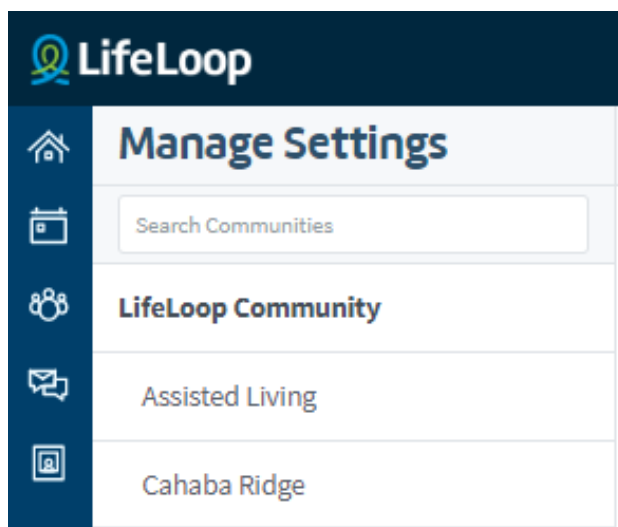 LifeLoop
Manage Settings
Search Communities
LifeLoop Community
Assisted Living
Cahaba Ridge